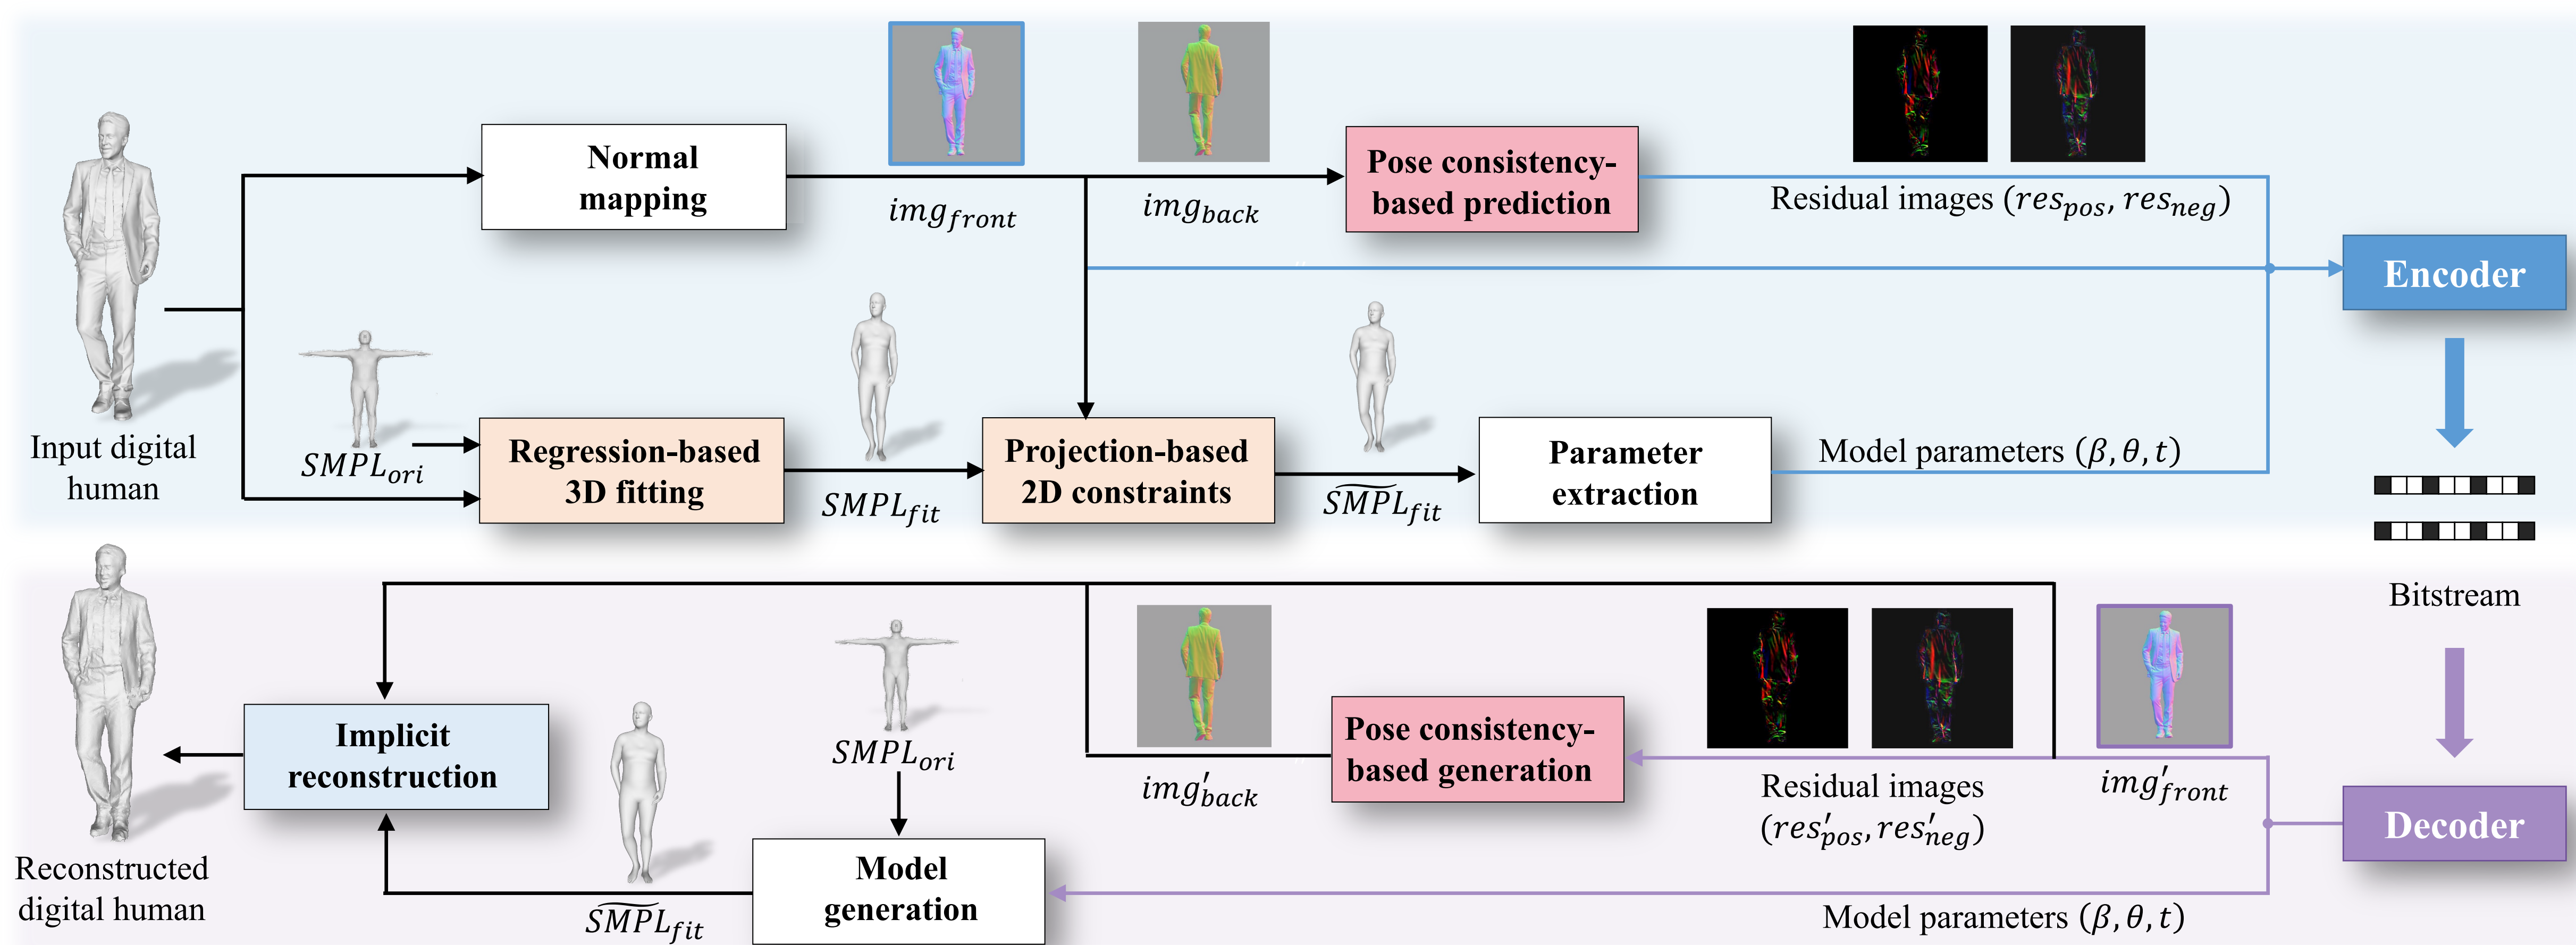 Normal
mapping
img_front
img_back
Pose consistency-
based prediction
Residual images (res_pos, res_neg)
Encoder
Input digital
human
SMPL_ori
Regression-based
3D fitting
SMPL_fit
Projection-based
2D constraints
S͠M͠P͠L_fit
Parameter
extraction
Model parameters (β, θ, t)
Bitstream
Reconstructed
digital human
Implicit
reconstruction
SMPL_ori
img′_back
Pose consistency-
based generation
Residual images
(res′_pos, res′_neg)
img′_front
Decoder
Model
generation
S͠M͠P͠L_fit
Model parameters (β, θ, t)